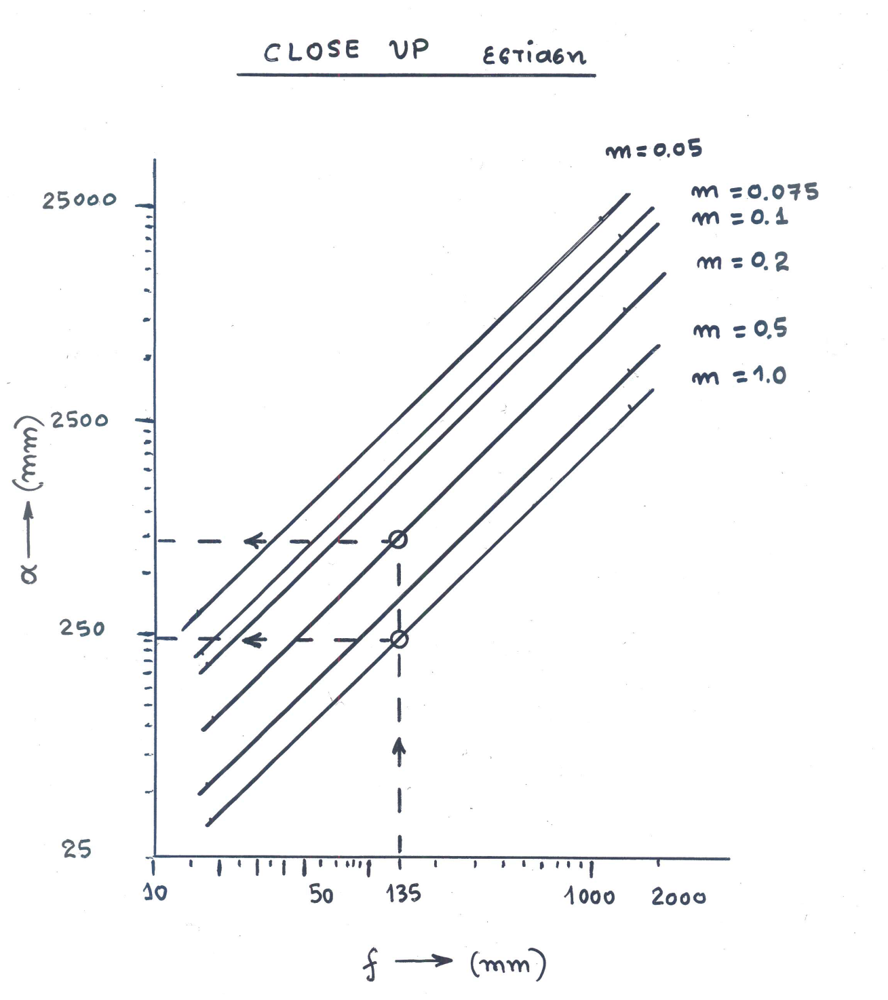 CLOSE UP εστίαση
m = 0.05
25000
m = 0.075
m = 0.1
m = 0.2
m = 0.5
m = 1.0
2500
α → (mm)
250
25
10 50 135 1000 2000
f → (mm)